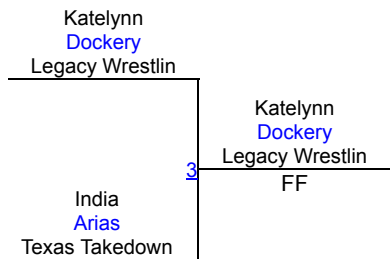 Katelynn
Dockery
Legacy Wrestlin
Katelynn
Dockery
Legacy Wrestlin
3
FF
India
Arias
Texas Takedown